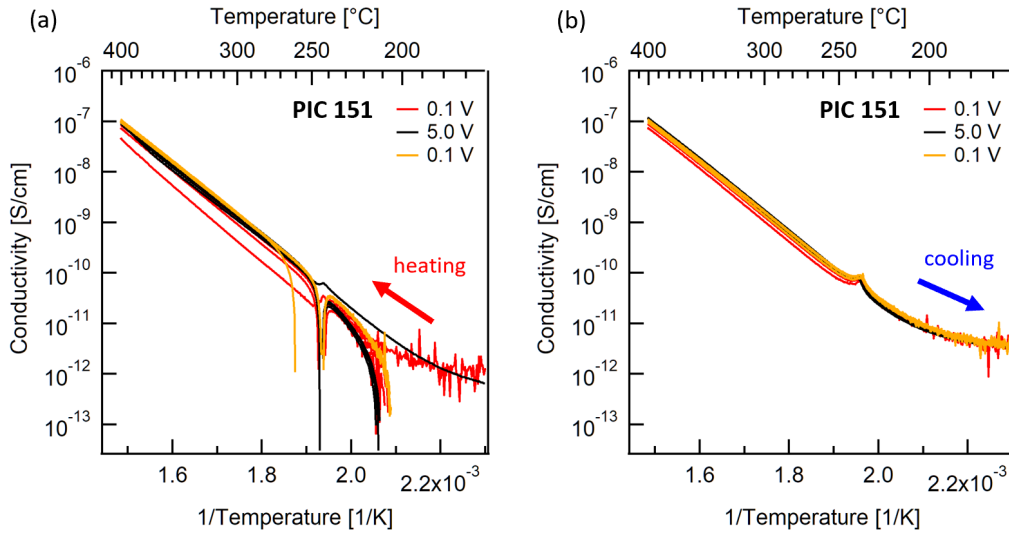 (a)
Temperature [°C]
400 300 240 200
10⁻⁶
10⁻⁷
10⁻⁸
10⁻⁹
10⁻¹⁰
10⁻¹¹
10⁻¹²
10⁻¹³
Conductivity [S/cm]
PIC 151
0.1 V
5.0 V
0.1 V
heating
1.6 1.8 2.0 2.2x10⁻³
1/Temperature [1/K]
(b)
Temperature [°C]
400 300 240 200
10⁻⁶
10⁻⁷
10⁻⁸
10⁻⁹
10⁻¹⁰
10⁻¹¹
10⁻¹²
10⁻¹³
Conductivity [S/cm]
PIC 151
0.1 V
5.0 V
0.1 V
cooling
1.6 1.8 2.0 2.2x10⁻³
1/Temperature [1/K]